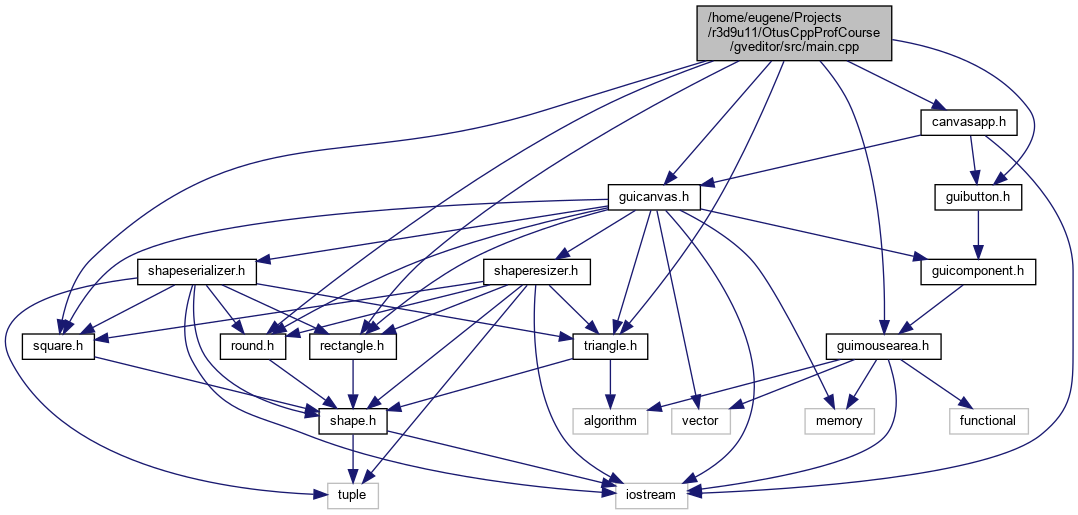 /home/eugene/Projects
/r3d9u11/OtusCppProfCourse
/gveditor/src/main.cpp
canvasapp.h
guicanvas.h
guibutton.h
shapeserializer.h
shaperesizer.h
guicomponent.h
square.h
round.h
rectangle.h
triangle.h
guimousearea.h
shape.h
algorithm
vector
memory
functional
tuple
iostream